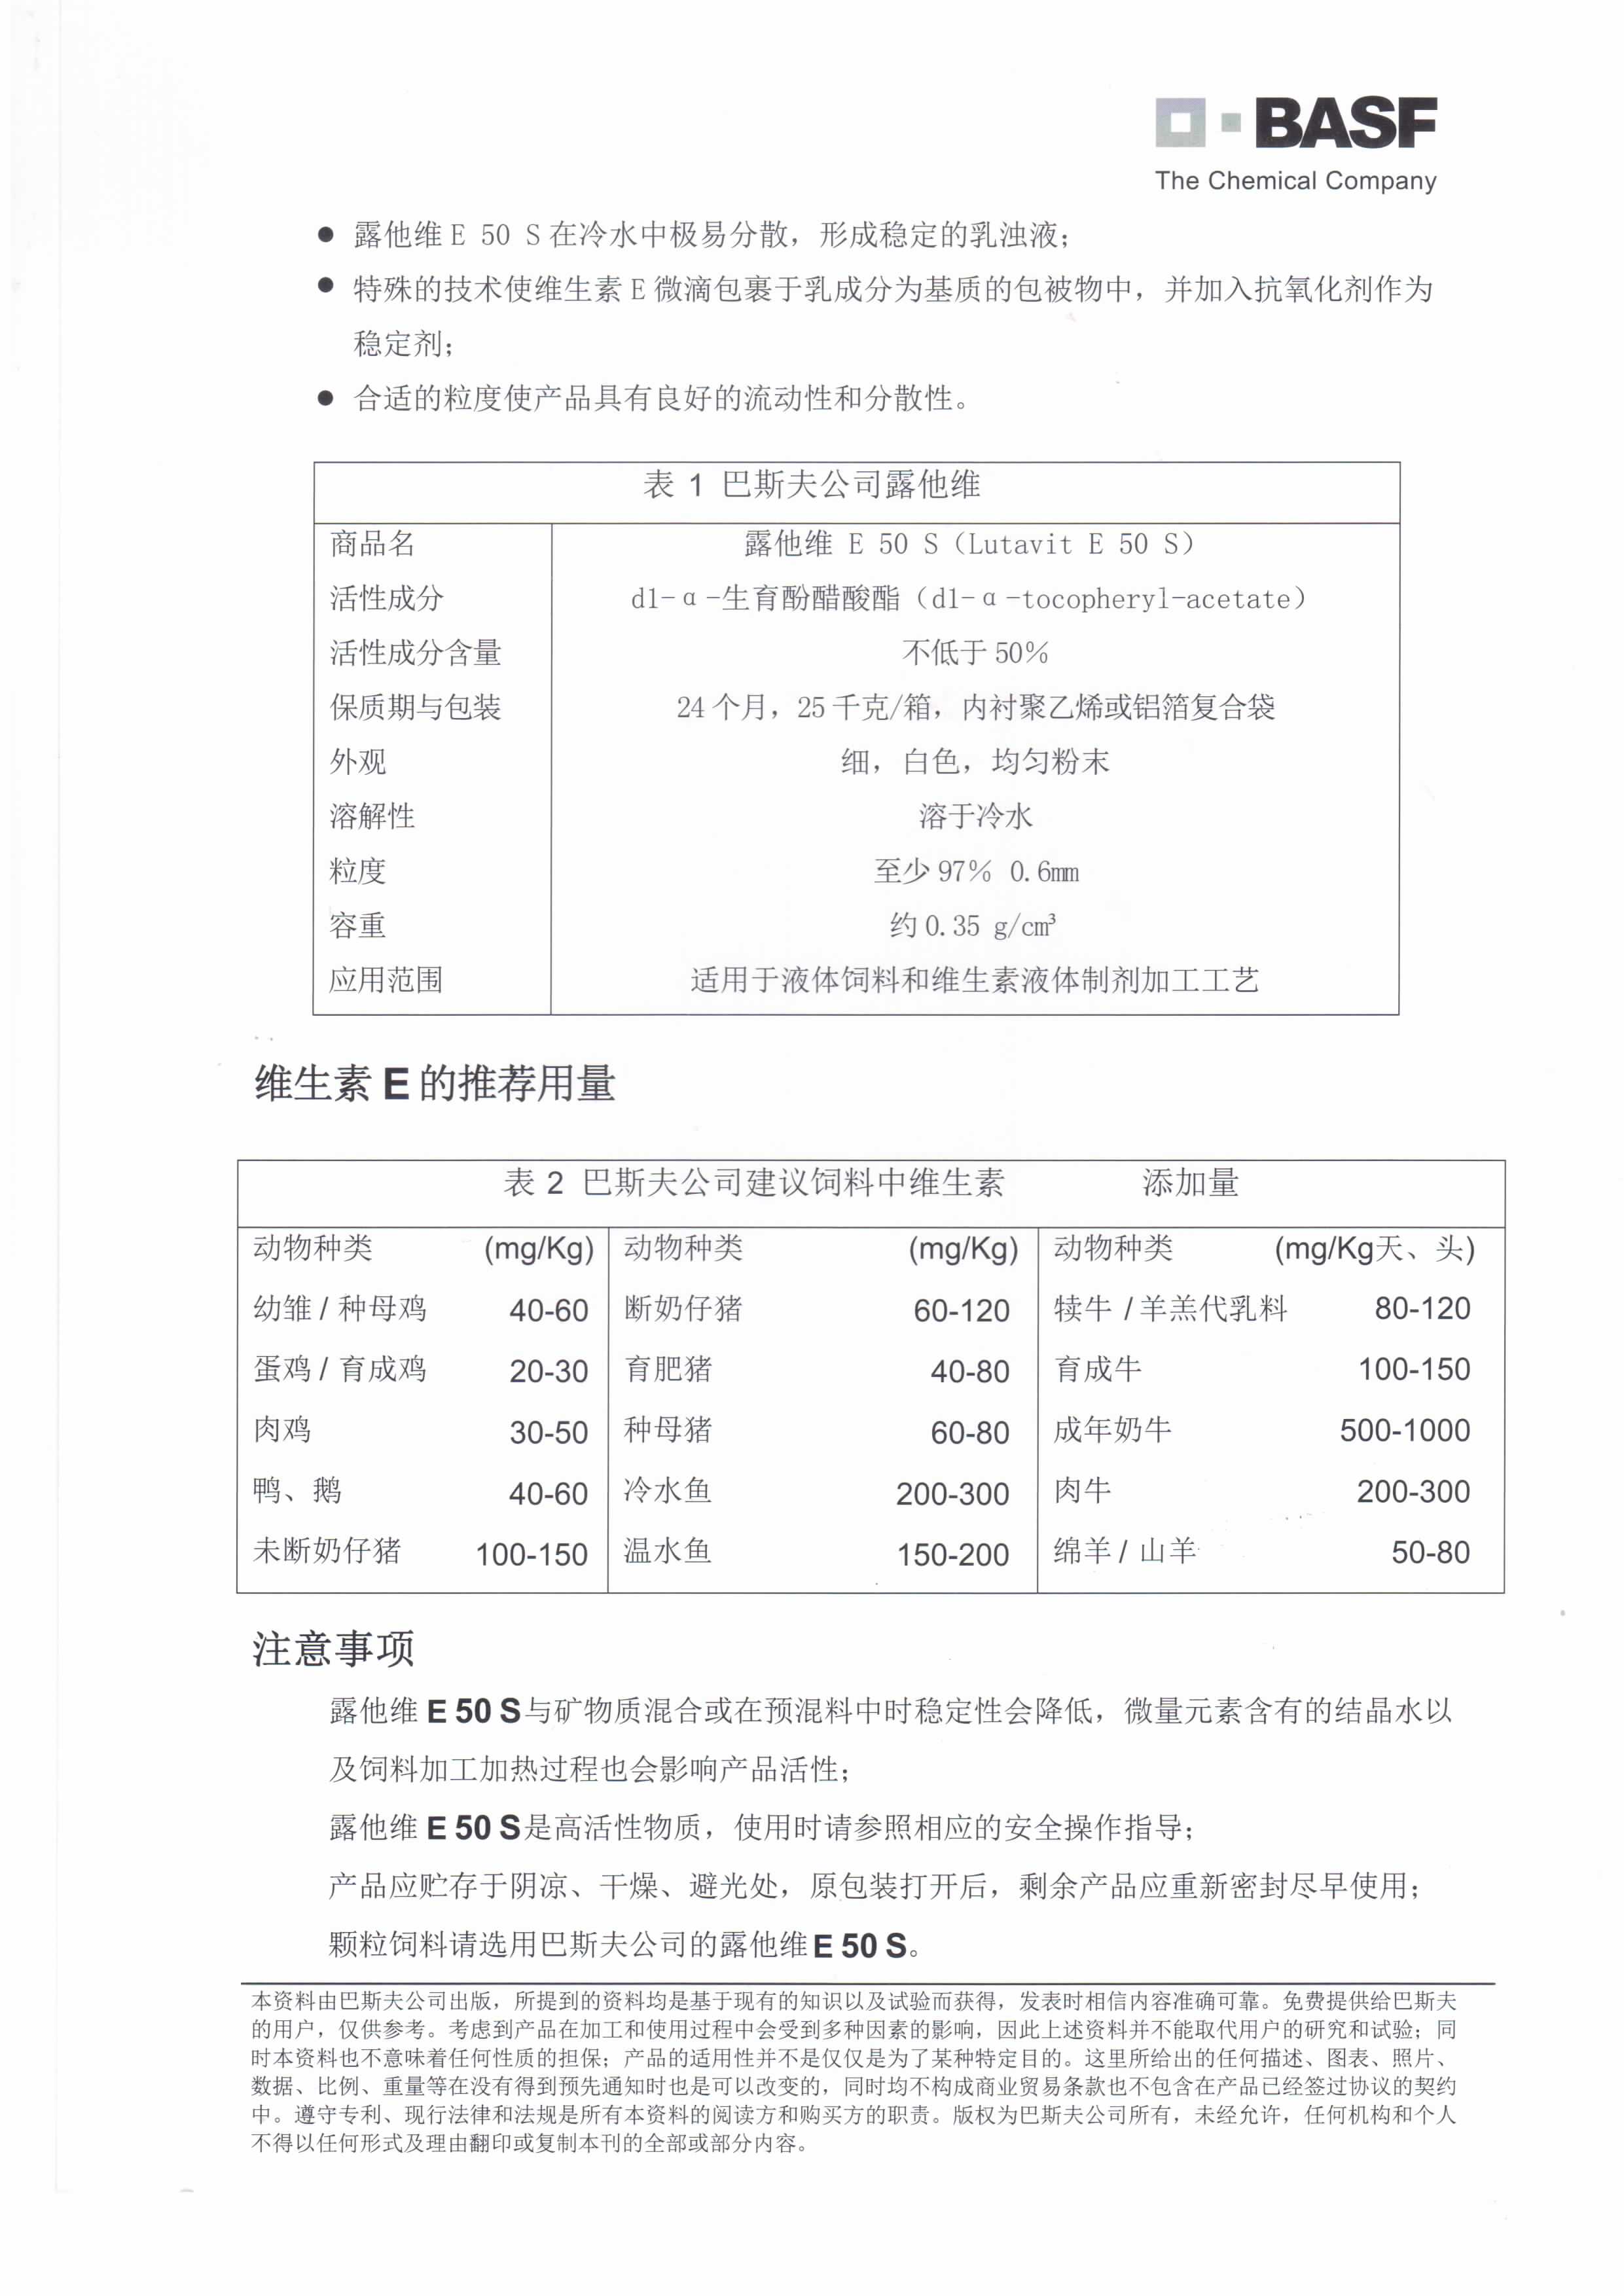 BASF
The Chemical Company
● 露他维 E 50 S 在冷水中极易分散，形成稳定的乳浊液；
● 特殊的技术使维生素 E 微滴包裹于乳成分为基质的包被物中，并加入抗氧化剂作为
稳定剂；
● 合适的粒度使产品具有良好的流动性和分散性。
表 1 巴斯夫公司露他维
商品名 露他维 E 50 S（Lutavit E 50 S）
活性成分 dl-α-生育酚醋酸酯（dl-α-tocopheryl-acetate）
活性成分含量 不低于 50%
保质期与包装 24 个月，25 千克/箱，内衬聚乙烯或铝箔复合袋
外观 细，白色，均匀粉末
溶解性 溶于冷水
粒度 至少 97% 0.6mm
容重 约 0.35 g/cm³
应用范围 适用于液体饲料和维生素液体制剂加工工艺
维生素 E 的推荐用量
表 2 巴斯夫公司建议饲料中维生素 添加量
动物种类 (mg/Kg) 动物种类 (mg/Kg) 动物种类 (mg/Kg天、头)
幼雏 / 种母鸡 40-60 断奶仔猪 60-120 犊牛 / 羊羔代乳料 80-120
蛋鸡 / 育成鸡 20-30 育肥猪 40-80 育成牛 100-150
肉鸡 30-50 种母猪 60-80 成年奶牛 500-1000
鸭、鹅 40-60 冷水鱼 200-300 肉牛 200-300
未断奶仔猪 100-150 温水鱼 150-200 绵羊 / 山羊 50-80
注意事项
露他维 E 50 S与矿物质混合或在预混料中时稳定性会降低，微量元素含有的结晶水以
及饲料加工加热过程也会影响产品活性；
露他维 E 50 S是高活性物质，使用时请参照相应的安全操作指导；
产品应贮存于阴凉、干燥、避光处，原包装打开后，剩余产品应重新密封尽早使用；
颗粒饲料请选用巴斯夫公司的露他维E 50 S。
本资料由巴斯夫公司出版，所提到的资料均是基于现有的知识以及试验而获得，发表时相信内容准确可靠。免费提供给巴斯夫
的用户，仅供参考。考虑到产品在加工和使用过程中会受到多种因素的影响，因此上述资料并不能取代用户的研究和试验；同
时本资料也不意味着任何性质的担保；产品的适用性并不是仅仅是为了某种特定目的。这里所给出的任何描述、图表、照片、
数据、比例、重量等在没有得到预先通知时也是可以改变的，同时均不构成商业贸易条款也不包含在产品已经签过协议的契约
中。遵守专利、现行法律和法规是所有本资料的阅读方和购买方的职责。版权为巴斯夫公司所有，未经允许，任何机构和个人
不得以任何形式及理由翻印或复制本刊的全部或部分内容。